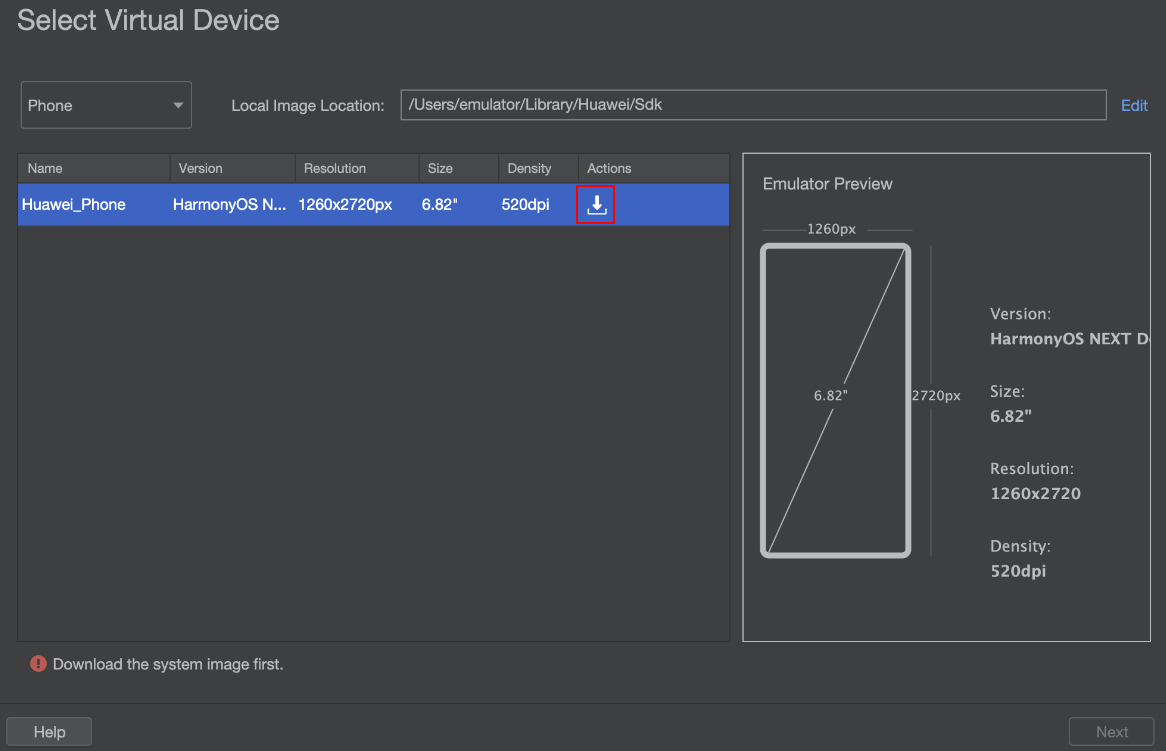 Select Virtual Device
Phone
Local Image Location:
/Users/emulator/Library/Huawei/Sdk
Edit
Name Version Resolution Size Density Actions
Huawei_Phone HarmonyOS N... 1260x2720px 6.82" 520dpi
Emulator Preview
1260px
6.82"
2720px
Version:
HarmonyOS NEXT D
Size:
6.82"
Resolution:
1260x2720
Density:
520dpi
Download the system image first.
Help
Next